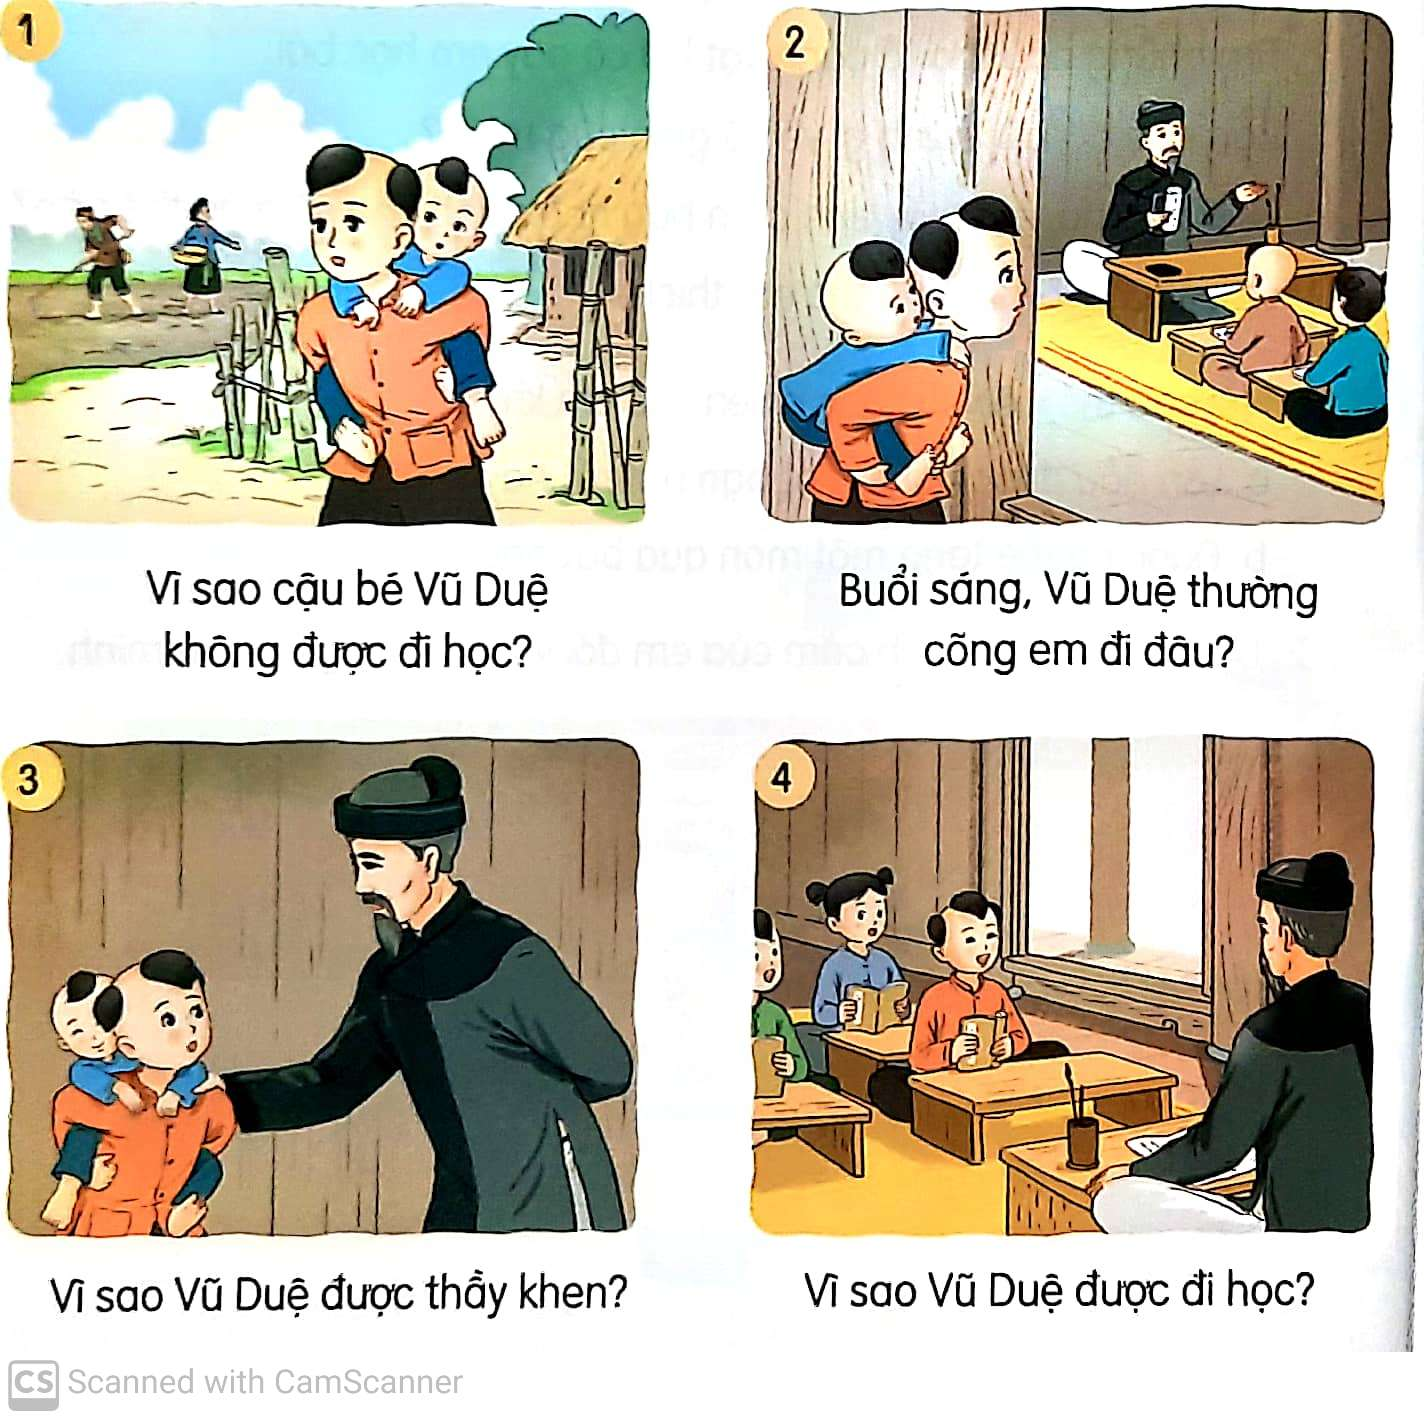 1
2
Vì sao cậu bé Vũ Duệ
không được đi học?
Buổi sáng, Vũ Duệ thường
cõng em đi đâu?
3
4
Vì sao Vũ Duệ được thầy khen?
Vì sao Vũ Duệ được đi học?
CS Scanned with CamScanner